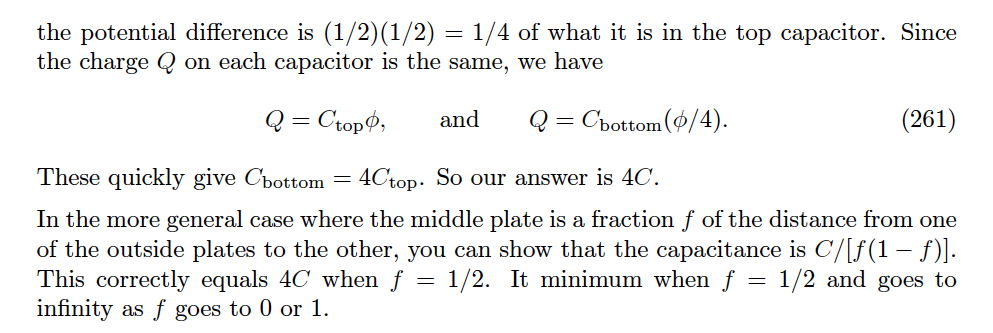 the potential difference is (1/2)(1/2) = 1/4 of what it is in the top capacitor. Since
the charge Q on each capacitor is the same, we have
Q = C_topϕ, and Q = C_bottom(ϕ/4). (261)
These quickly give C_bottom = 4C_top. So our answer is 4C.
In the more general case where the middle plate is a fraction f of the distance from one
of the outside plates to the other, you can show that the capacitance is C/[f(1 − f)].
This correctly equals 4C when f = 1/2. It minimum when f = 1/2 and goes to
infinity as f goes to 0 or 1.